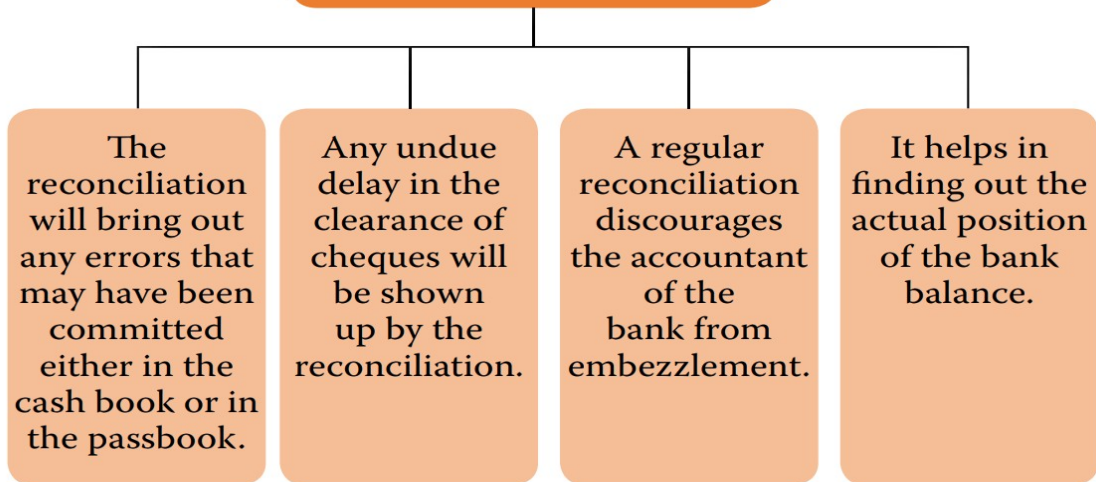 The
reconciliation
will bring out
any errors that
may have been
committed
either in the
cash book or in
the passbook.
Any undue
delay in the
clearance of
cheques will
be shown
up by the
reconciliation.
A regular
reconciliation
discourages
the accountant
of the
bank from
embezzlement.
It helps in
finding out the
actual position
of the bank
balance.